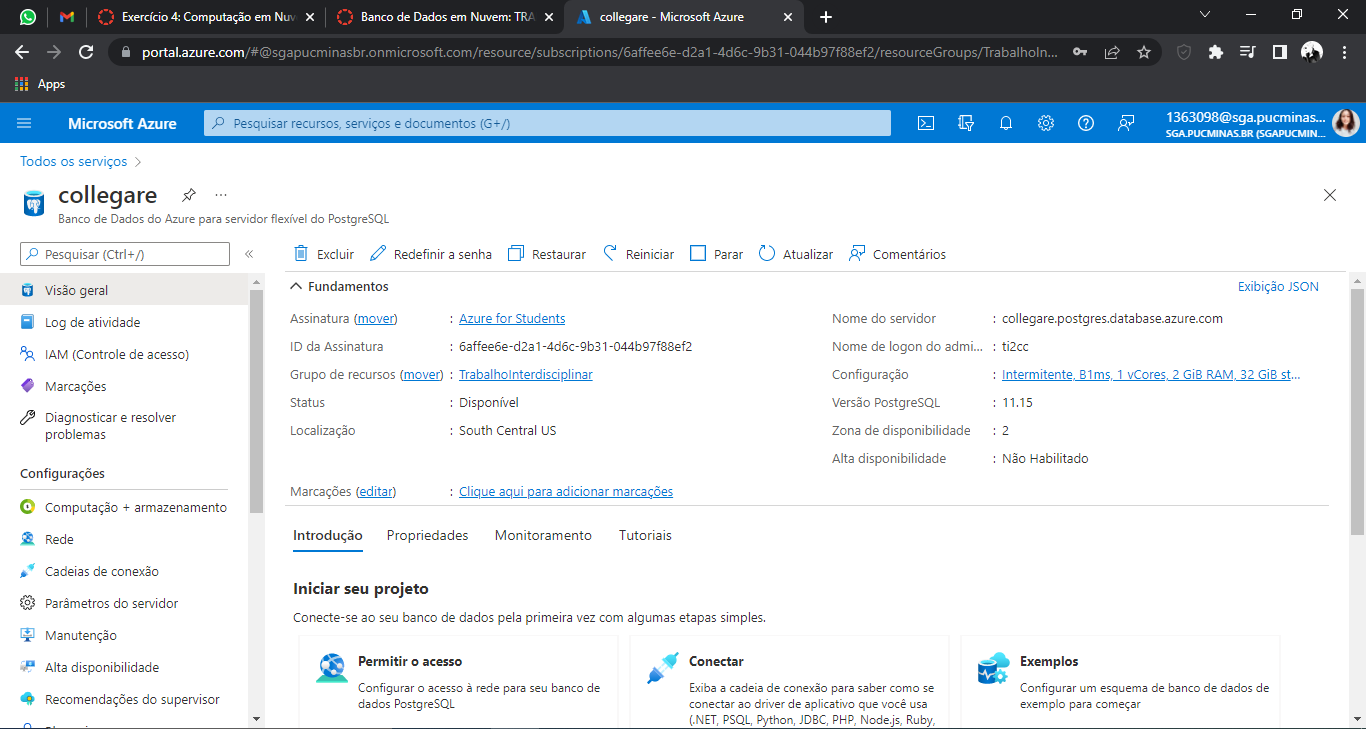 Exercício 4: Computação em Nuv
Banco de Dados em Nuvem: TRA
collegare - Microsoft Azure
portal.azure.com/#@sgapucminasbr.onmicrosoft.com/resource/subscriptions/6affee6e-d2a1-4d6c-9b31-044b97f88ef2/resourceGroups/TrabalhoIn...
Apps
Microsoft Azure
Pesquisar recursos, serviços e documentos (G+/)
1363098@sga.pucminas...
SGA.PUCMINAS.BR (SGAPUCMIN...
Todos os serviços
collegare
Banco de Dados do Azure para servidor flexível do PostgreSQL
Pesquisar (Ctrl+/)
Excluir
Redefinir a senha
Restaurar
Reiniciar
Parar
Atualizar
Comentários
Visão geral
Log de atividade
IAM (Controle de acesso)
Marcações
Diagnosticar e resolver
problemas
Configurações
Computação + armazenamento
Rede
Cadeias de conexão
Parâmetros do servidor
Manutenção
Alta disponibilidade
Recomendações do supervisor
Fundamentos
Exibição JSON
Assinatura (mover) : Azure for Students
ID da Assinatura : 6affee6e-d2a1-4d6c-9b31-044b97f88ef2
Grupo de recursos (mover) : TrabalhoInterdisciplinar
Status : Disponível
Localização : South Central US
Nome do servidor : collegare.postgres.database.azure.com
Nome de logon do admi... : ti2cc
Configuração : Intermitente, B1ms, 1 vCores, 2 GiB RAM, 32 GiB st...
Versão PostgreSQL : 11.15
Zona de disponibilidade : 2
Alta disponibilidade : Não Habilitado
Marcações (editar) : Clique aqui para adicionar marcações
Introdução
Propriedades
Monitoramento
Tutoriais
Iniciar seu projeto
Conecte-se ao seu banco de dados pela primeira vez com algumas etapas simples.
Permitir o acesso
Configurar o acesso à rede para seu banco de
dados PostgreSQL
Conectar
Exiba a cadeia de conexão para saber como se
conectar ao driver de aplicativo que você usa
(.NET, PSQL, Python, JDBC, PHP, Node.js, Ruby,
Exemplos
Configurar um esquema de banco de dados de
exemplo para começar